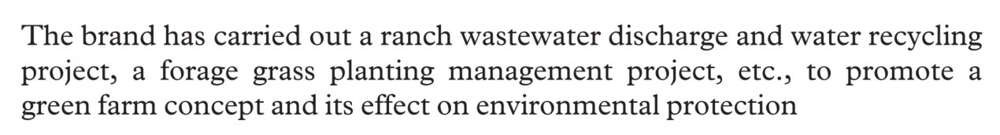 The brand has carried out a ranch wastewater discharge and water recycling
project, a forage grass planting management project, etc., to promote a
green farm concept and its effect on environmental protection